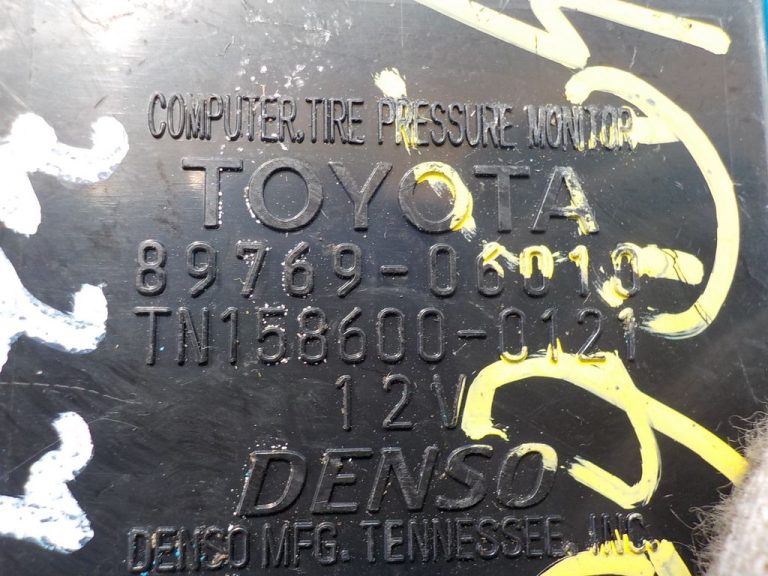 COMPUTER, TIRE PRESSURE MONITOR
TOYOTA
89769-06010
TN158600-0121
12V
DENSO
DENSO MFG. TENNESSEE, INC.